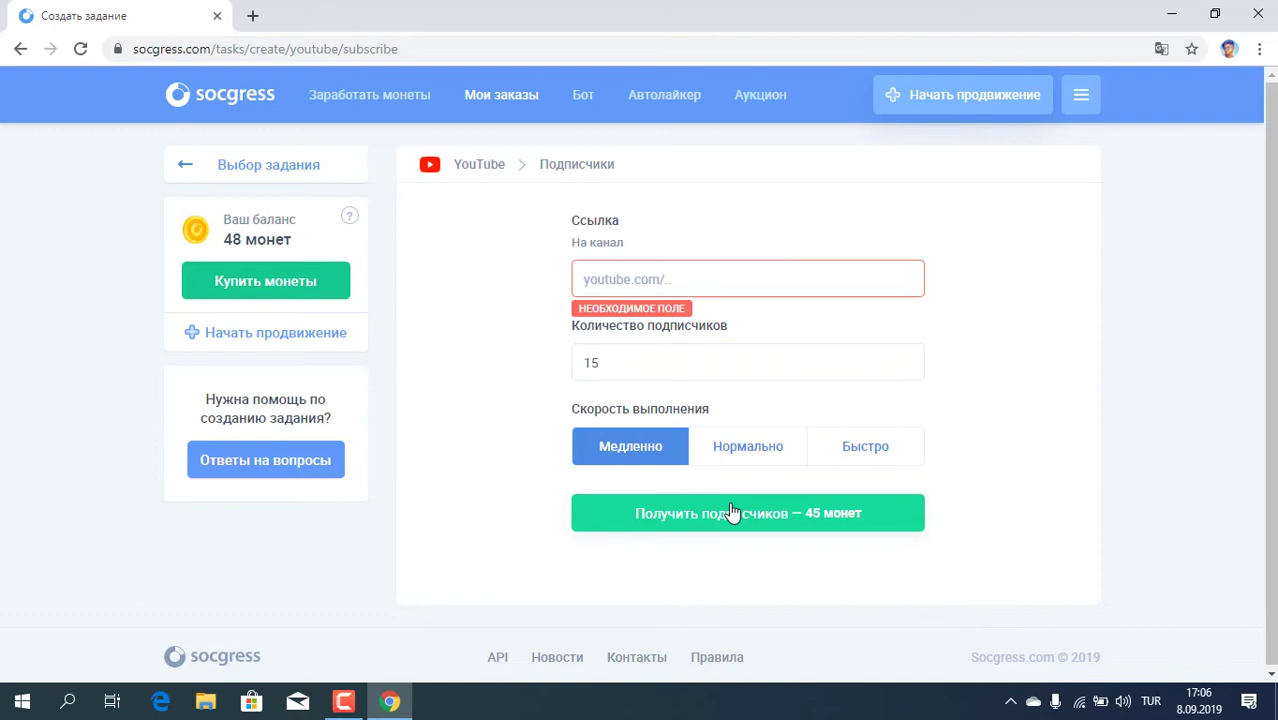 Создать задание
socgress.com/tasks/create/youtube/subscribe
socgress
Заработать монеты
Мои заказы
Бот
Автолайкер
Аукцион
Начать продвижение
Выбор задания
YouTube
Подписчики
Ваш баланс
48 монет
?
Купить монеты
Начать продвижение
Нужна помощь по
созданию задания?
Ответы на вопросы
Ссылка
На канал
youtube.com/..
НЕОБХОДИМОЕ ПОЛЕ
Количество подписчиков
15
Скорость выполнения
Медленно
Нормально
Быстро
Получить подписчиков — 45 монет
socgress
API
Новости
Контакты
Правила
Socgress.com © 2019
TUR
17:06
8.09.2019